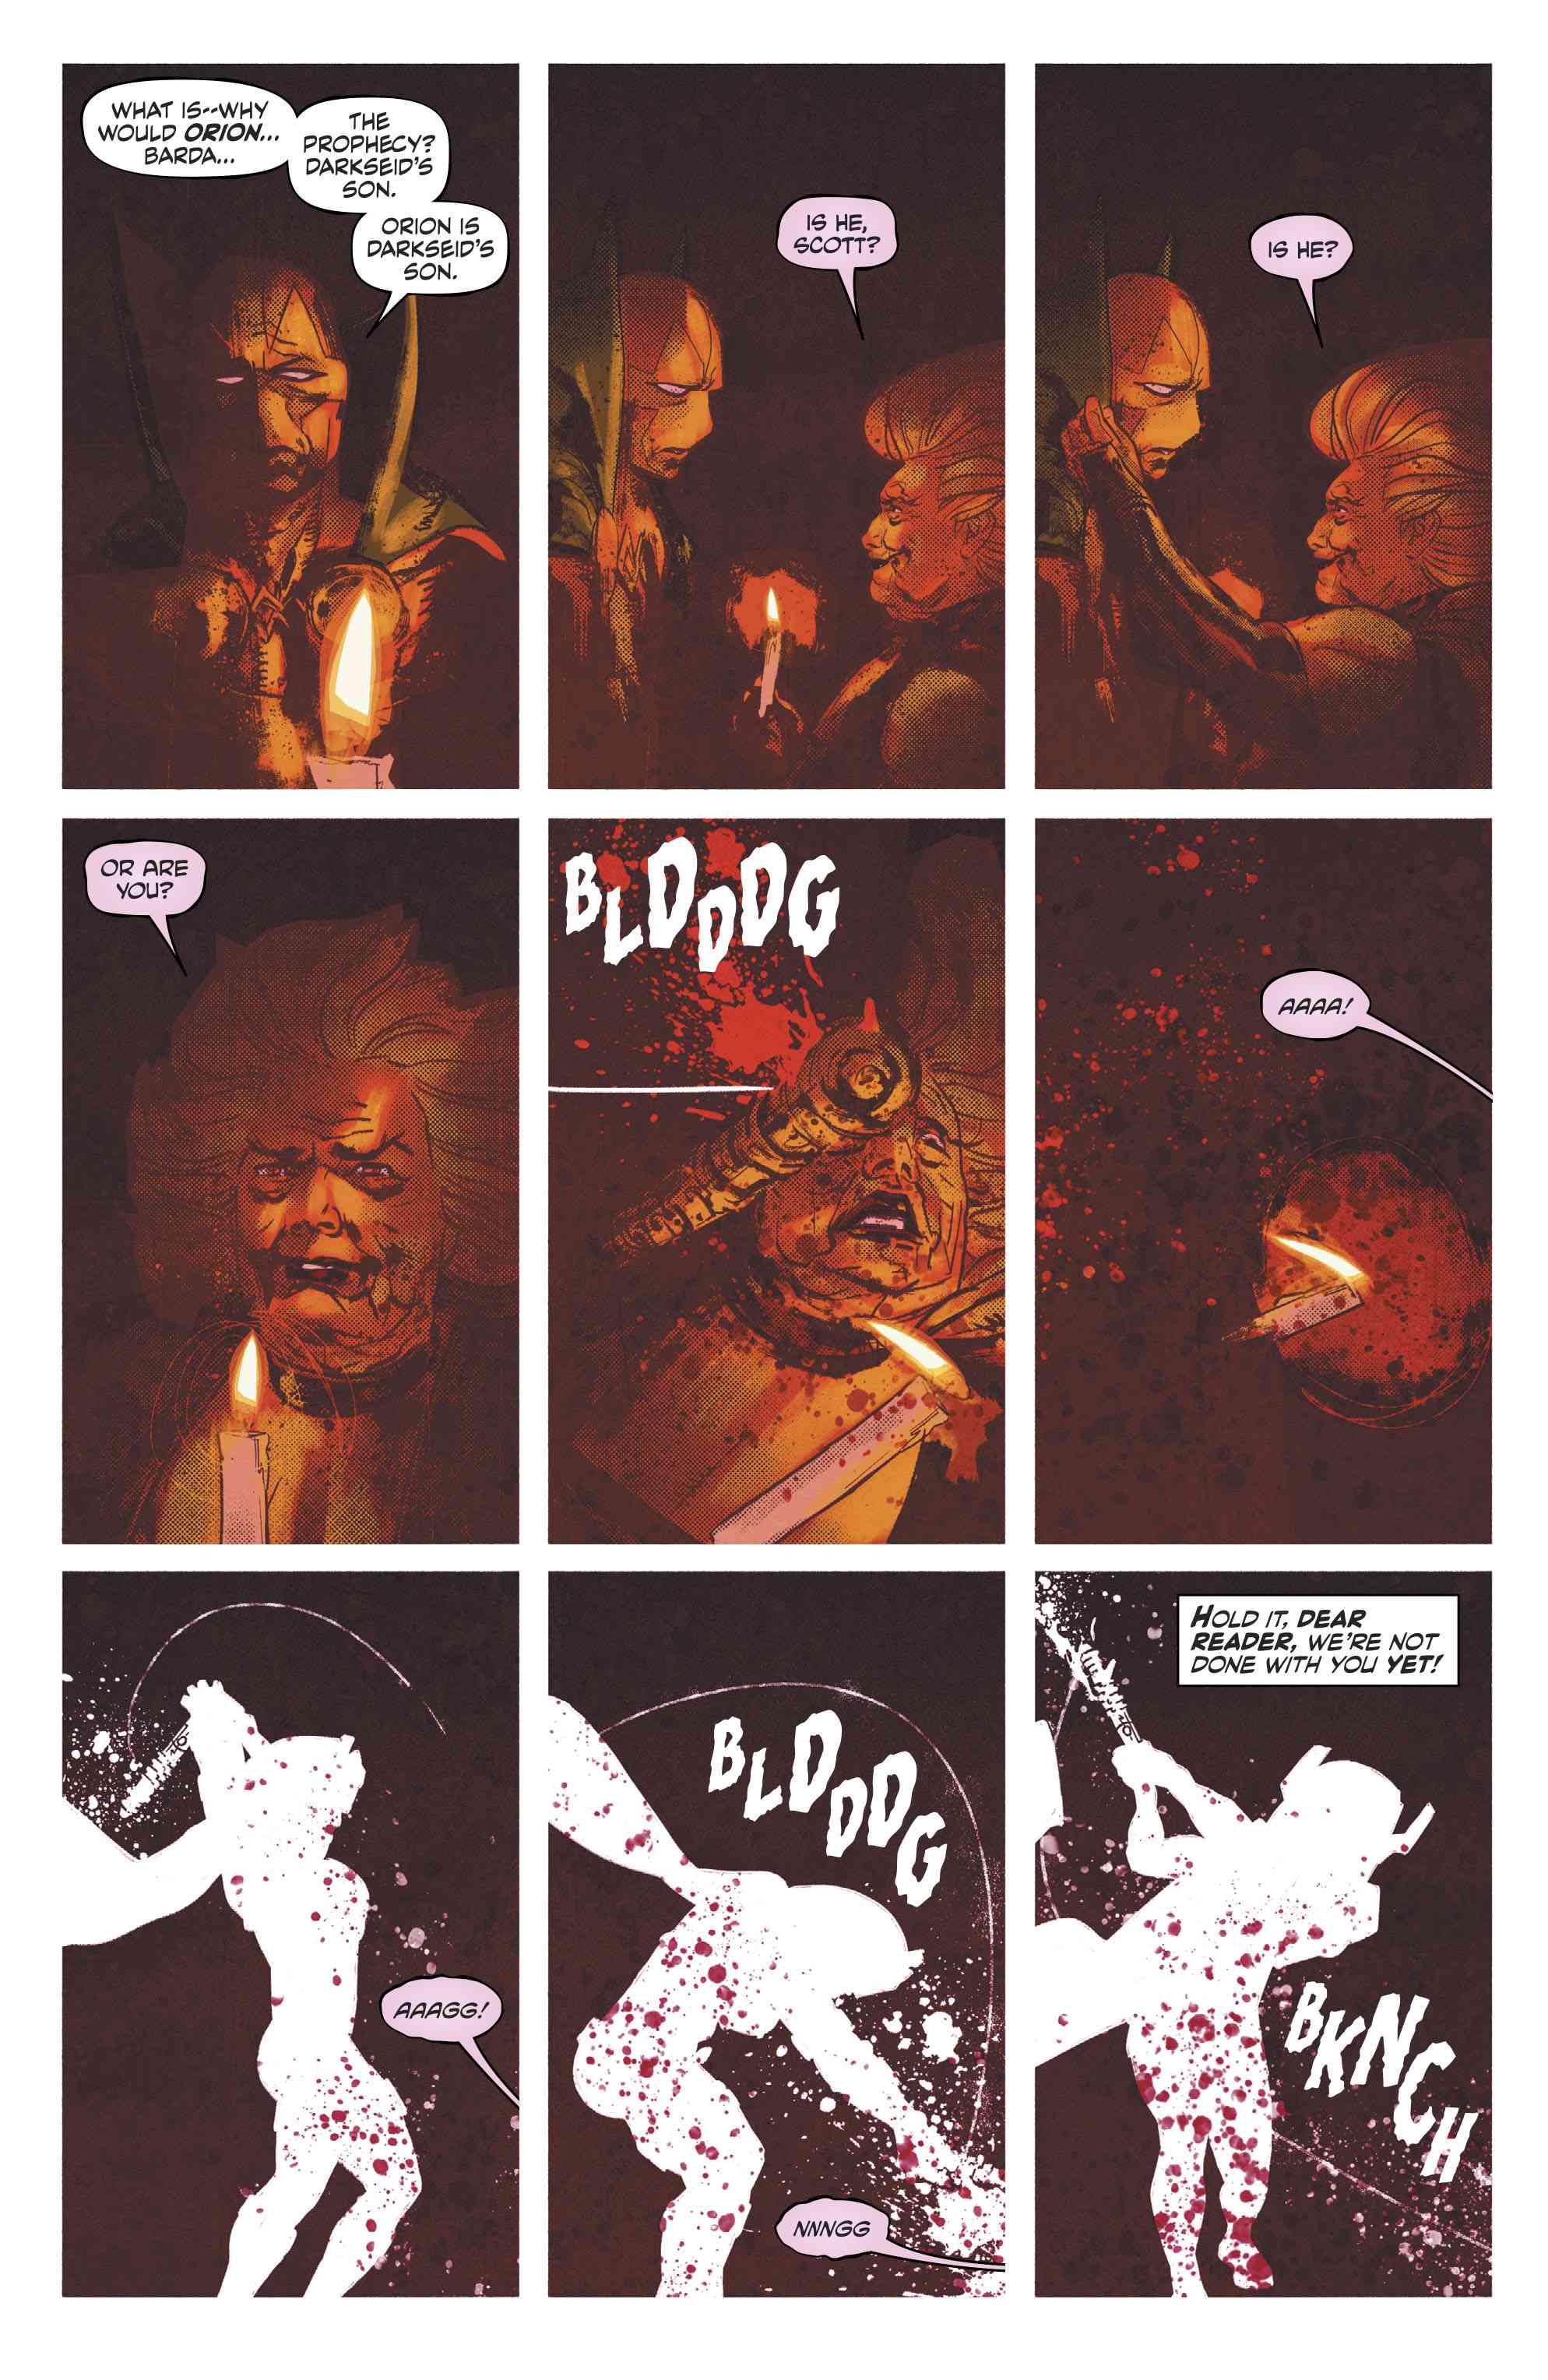 WHAT IS--WHY
WOULD ORION...
BARDA...
THE
PROPHECY?
DARKSEID'S
SON.
ORION IS
DARKSEID'S
SON.
IS HE,
SCOTT?
IS HE?
OR ARE
YOU?
BLDDDG
AAAA!
AAAGG!
BLDDDG
NNNGG
HOLD IT, DEAR
READER, WE'RE NOT
DONE WITH YOU YET!
BKNCH